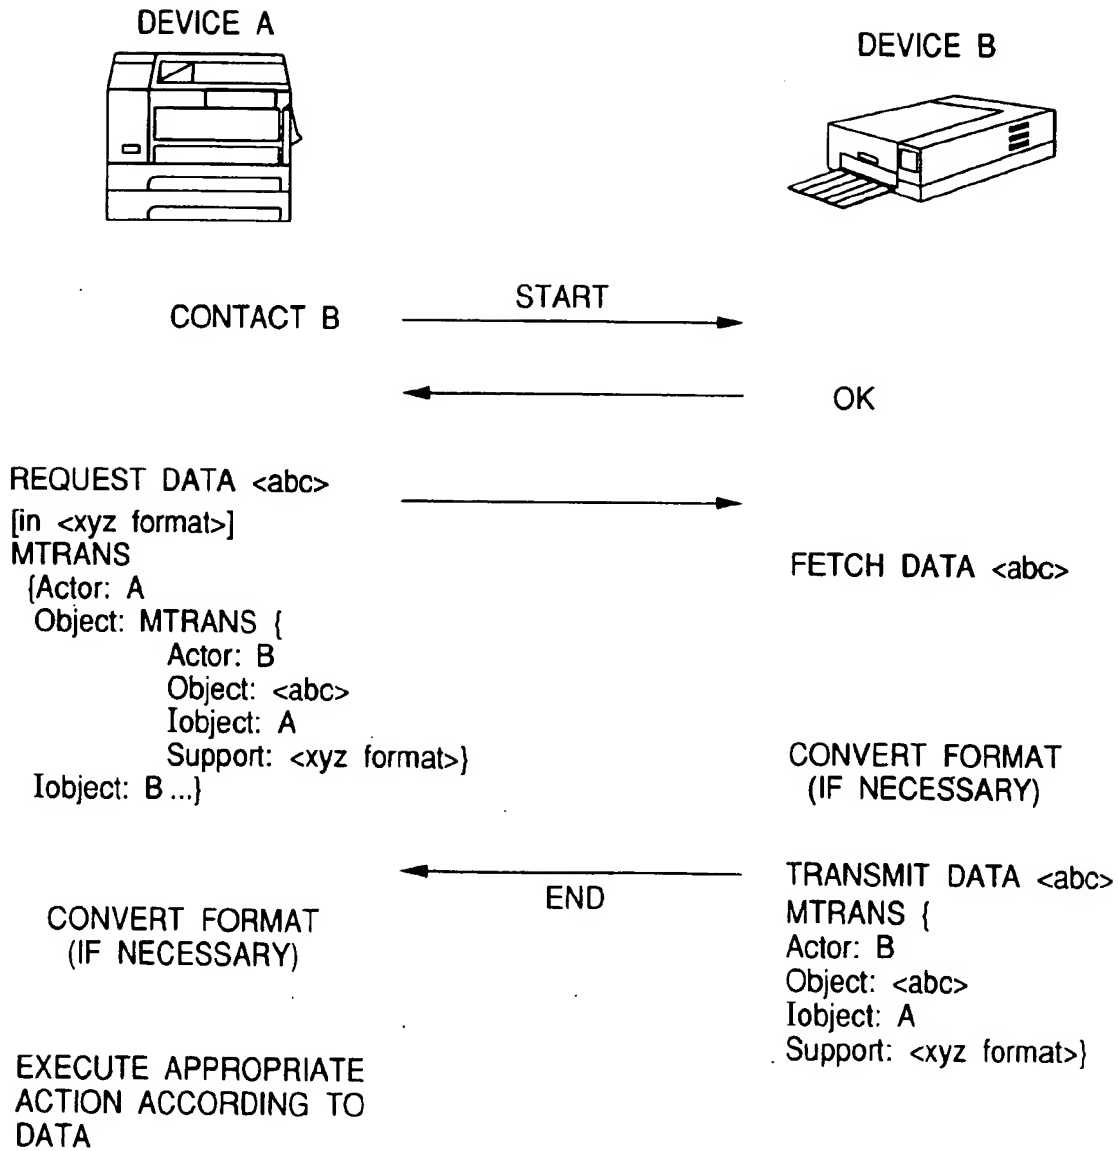 DEVICE A
DEVICE B
CONTACT B
START
OK
REQUEST DATA <abc>
[in <xyz format>]
MTRANS
{Actor: A
Object: MTRANS {
Actor: B
Object: <abc>
Iobject: A
Support: <xyz format>}
Iobject: B ...}
FETCH DATA <abc>
CONVERT FORMAT
(IF NECESSARY)
END
TRANSMIT DATA <abc>
MTRANS {
Actor: B
Object: <abc>
Iobject: A
Support: <xyz format>}
CONVERT FORMAT
(IF NECESSARY)
EXECUTE APPROPRIATE
ACTION ACCORDING TO
DATA